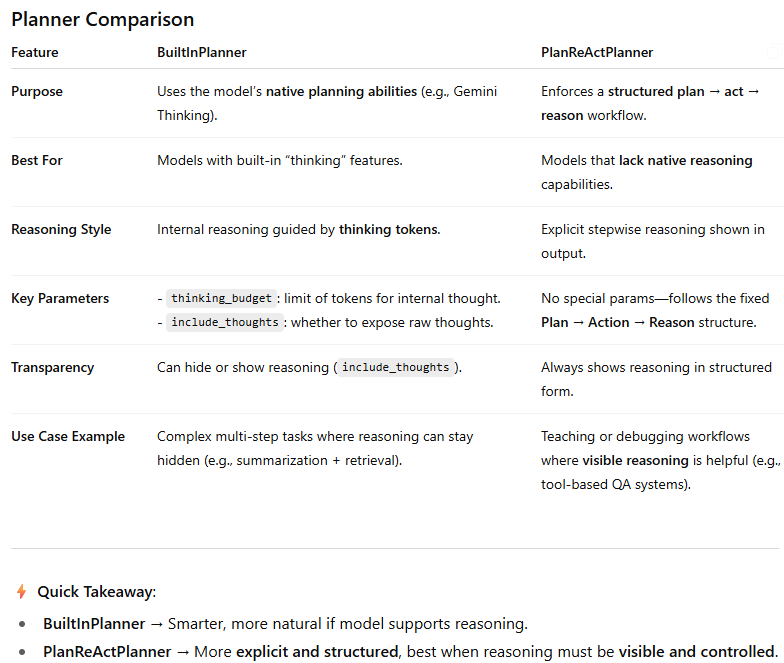 Planner Comparison
Feature BuiltInPlanner PlanReActPlanner
Purpose Uses the model’s native planning abilities (e.g., Gemini Enforces a structured plan → act →
Thinking). reason workflow.
Best For Models with built-in “thinking” features. Models that lack native reasoning
capabilities.
Reasoning Style Internal reasoning guided by thinking tokens. Explicit stepwise reasoning shown in
output.
Key Parameters - thinking_budget : limit of tokens for internal thought. No special params—follows the fixed
- include_thoughts : whether to expose raw thoughts. Plan → Action → Reason structure.
Transparency Can hide or show reasoning ( include_thoughts ). Always shows reasoning in structured
form.
Use Case Example Complex multi-step tasks where reasoning can stay Teaching or debugging workflows
hidden (e.g., summarization + retrieval). where visible reasoning is helpful (e.g.,
tool-based QA systems).
⚡ Quick Takeaway:
• BuiltInPlanner → Smarter, more natural if model supports reasoning.
• PlanReActPlanner → More explicit and structured, best when reasoning must be visible and controlled.